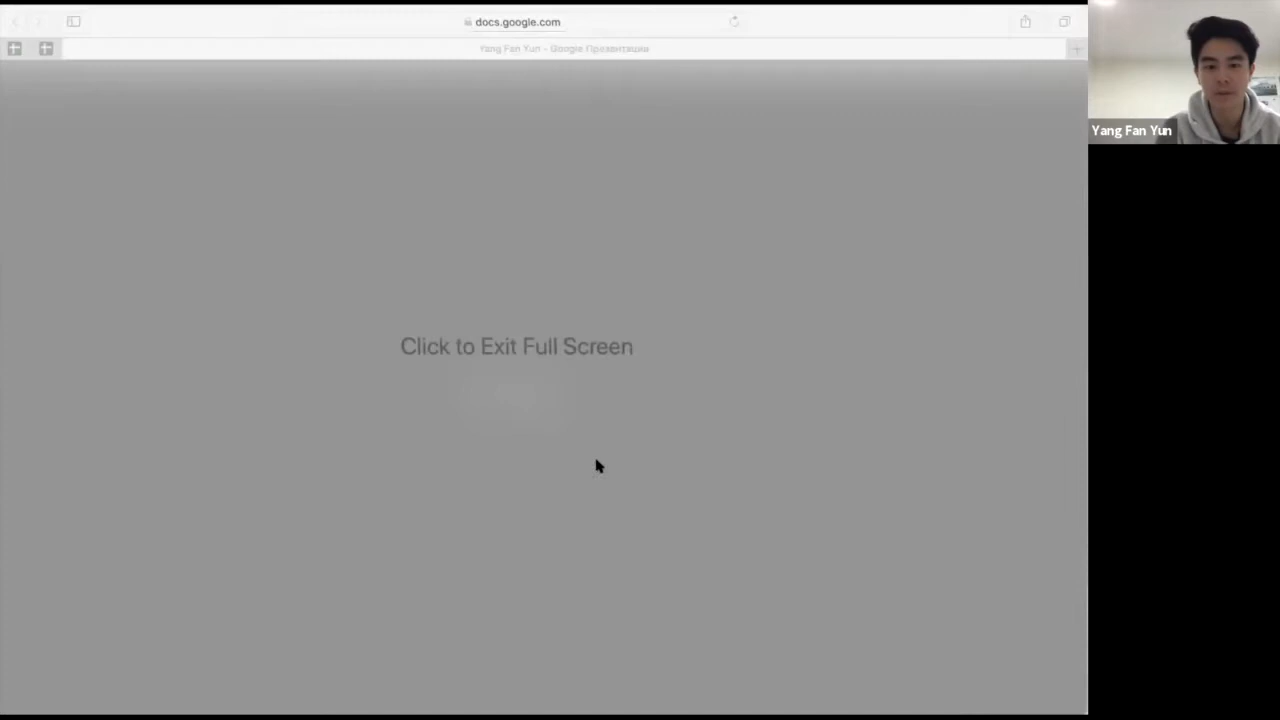 docs.google.com
Yang Fan Yun - Google Презентации
Click to Exit Full Screen
Yang Fan Yun